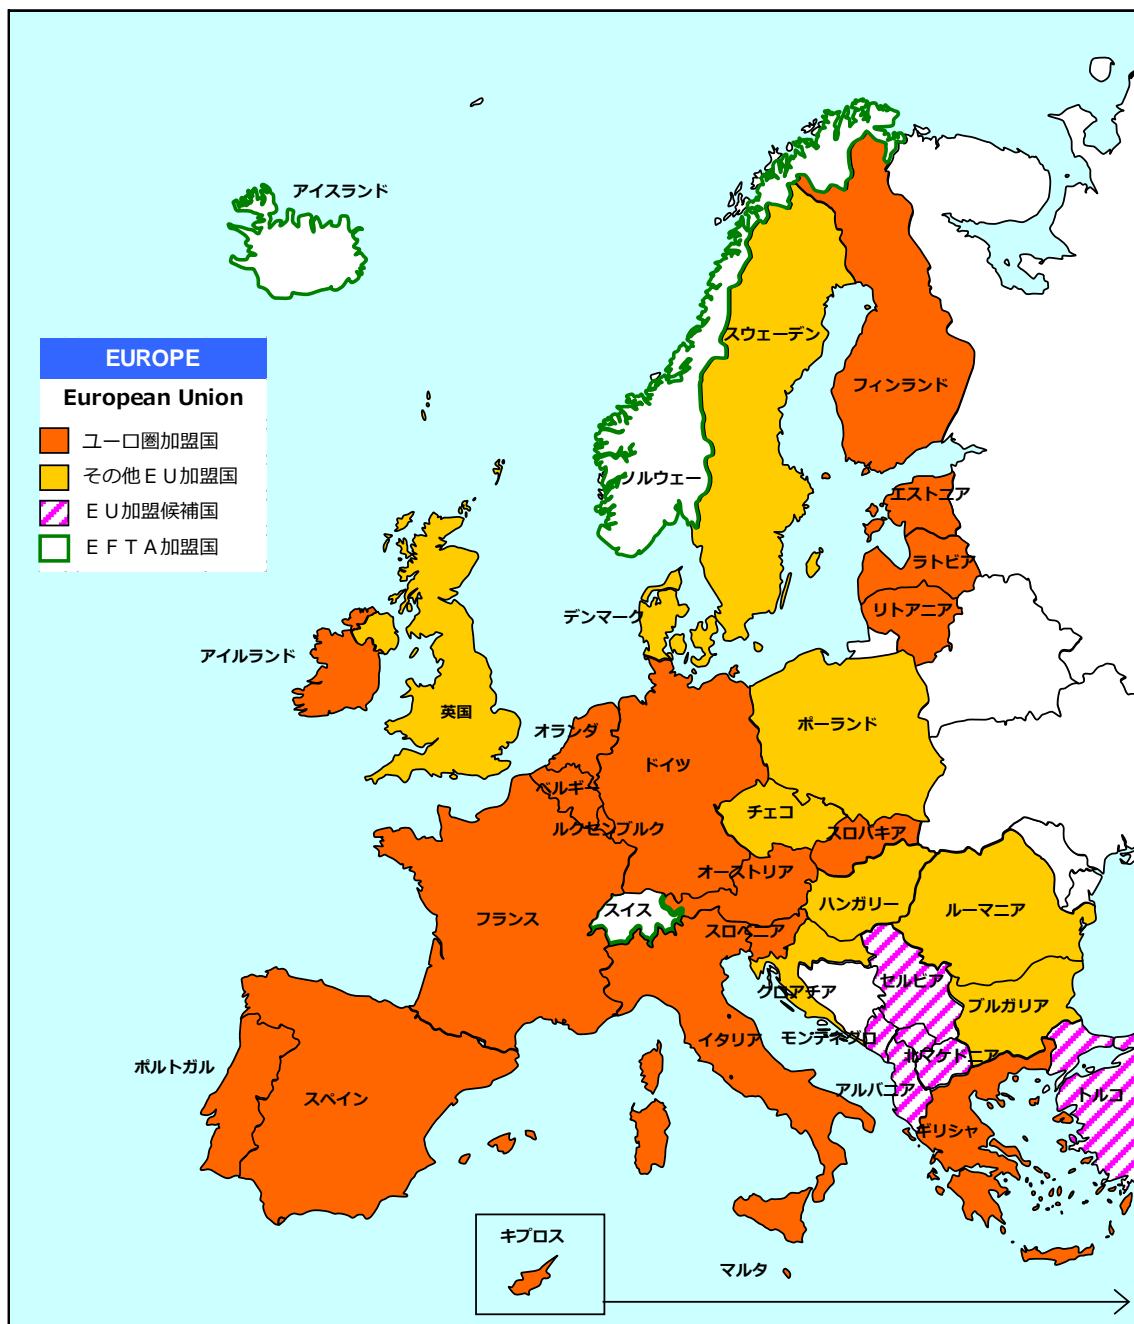 アイスランド
EUROPE
European Union
ユーロ圏加盟国
その他ＥＵ加盟国
ＥＵ加盟候補国
ＥＦＴＡ加盟国
スウェーデン
フィンランド
ノルウェー
エストニア
ラトビア
リトアニア
デンマーク
アイルランド
英国
ポーランド
オランダ
ドイツ
ベルギー
チェコ
ルクセンブルク
スロバキア
オーストリア
ハンガリー
ルーマニア
スイス
フランス
スロベニア
セルビア
クロアチア
ブルガリア
モンテネグロ
イタリア
北マケドニア
ポルトガル
アルバニア
トルコ
スペイン
ギリシャ
キプロス
マルタ